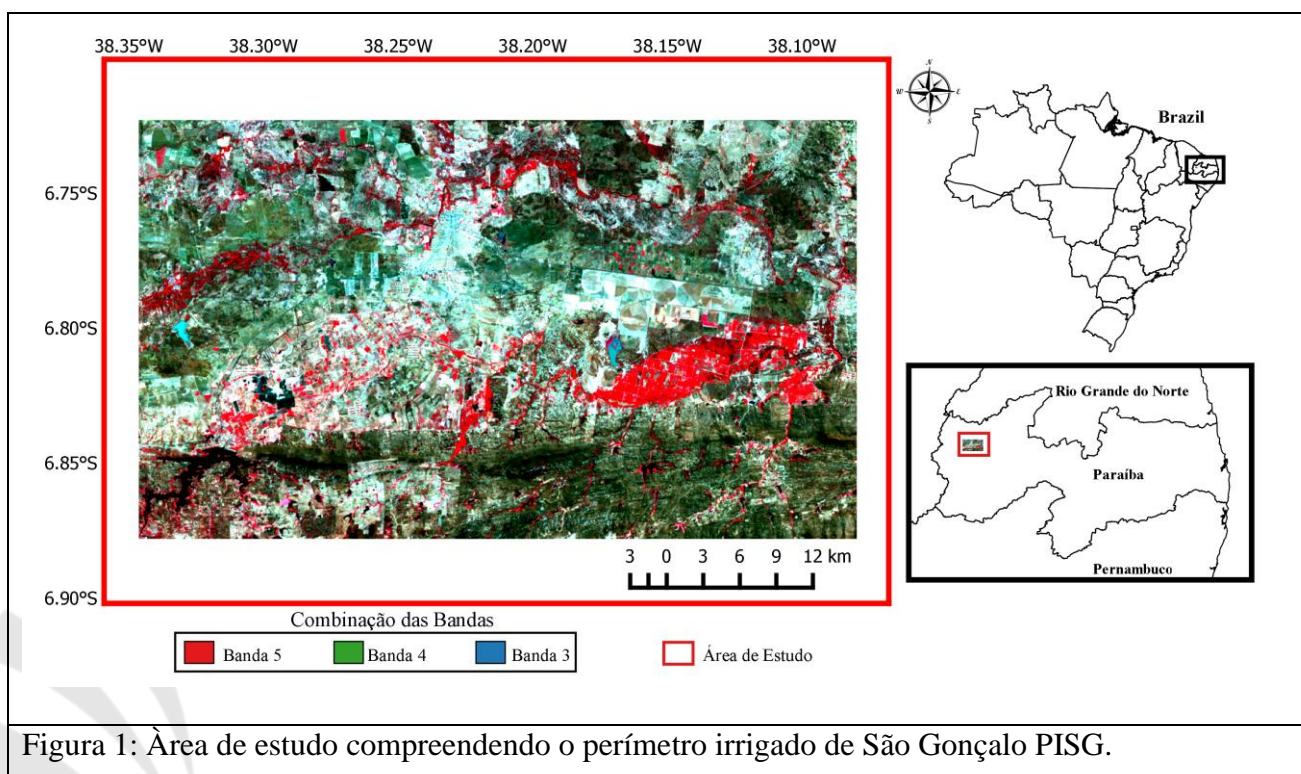 38.35°W 38.30°W 38.25°W 38.20°W 38.15°W 38.10°W
6.75°S
6.80°S
6.85°S
6.90°S
3 0 3 6 9 12 km
Combinação das Bandas
Banda 5 Banda 4 Banda 3
Área de Estudo
N
W E
S
Brazil
Rio Grande do Norte
Paraíba
Pernambuco
Figura 1: Àrea de estudo compreendendo o perímetro irrigado de São Gonçalo PISG.